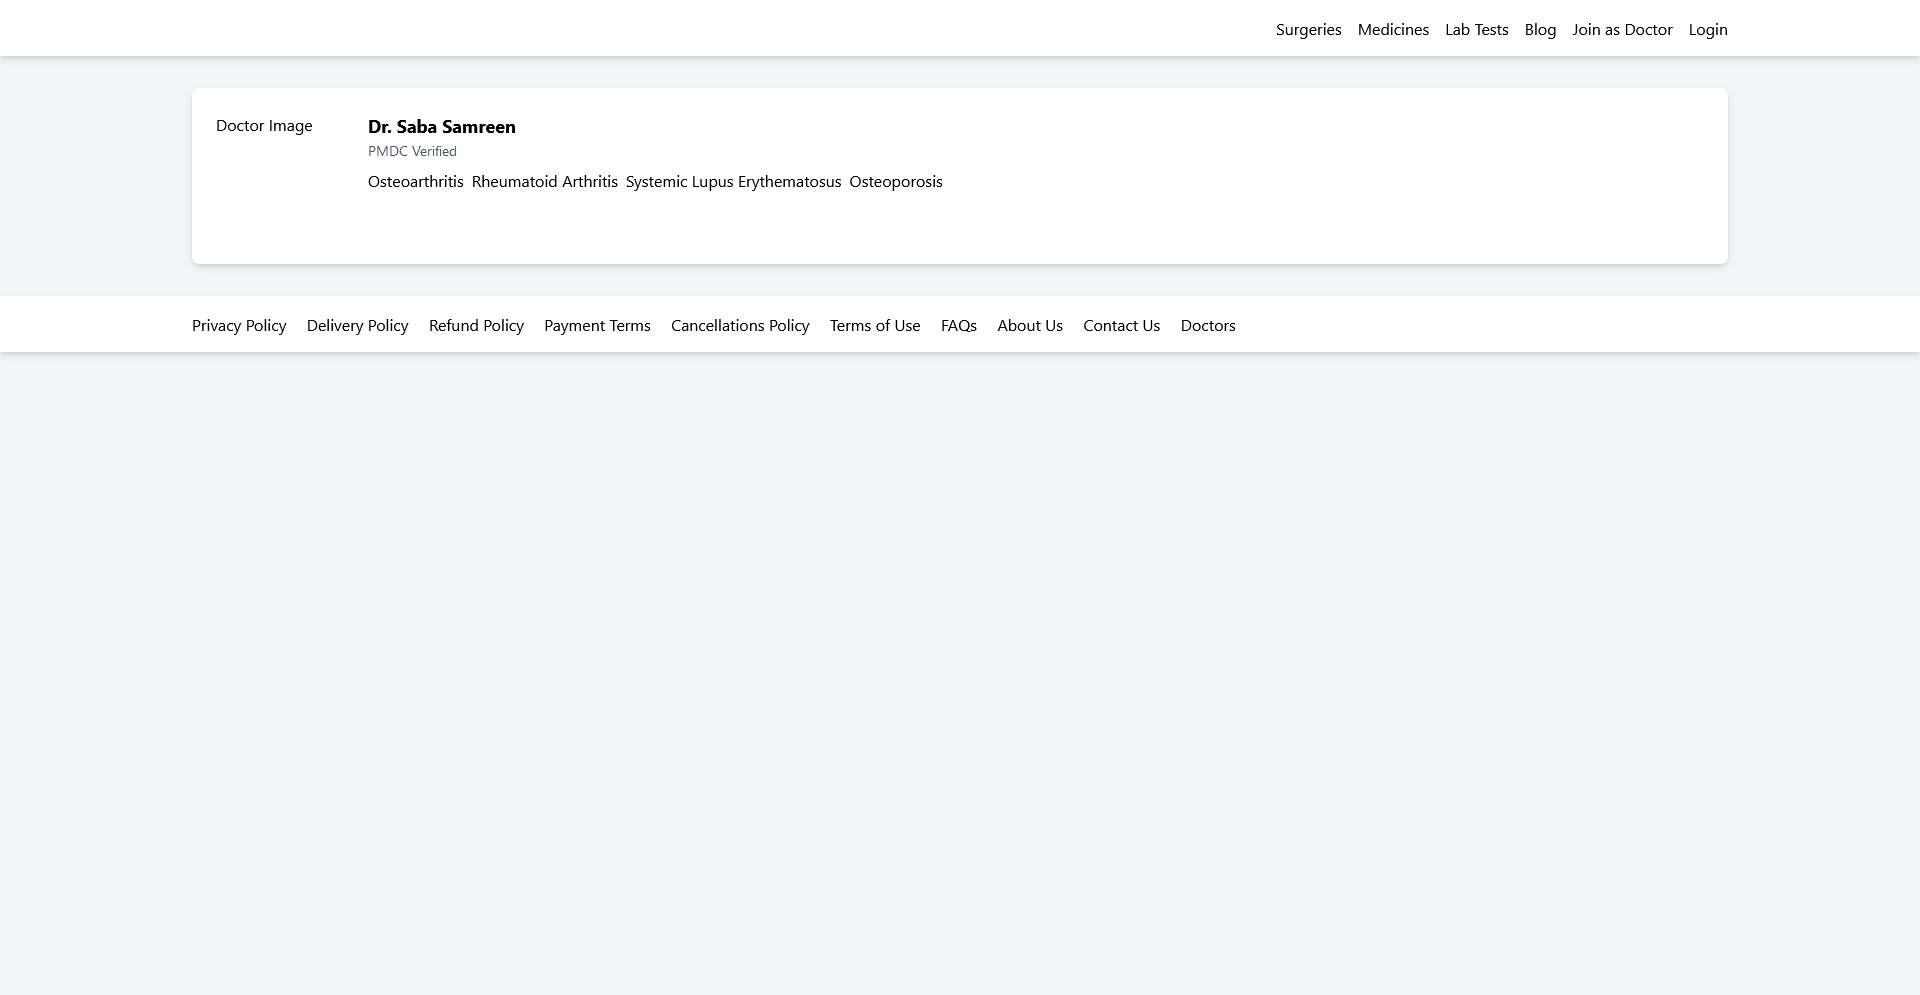 Surgeries Medicines Lab Tests Blog Join as Doctor Login
Doctor Image
Dr. Saba Samreen
PMDC Verified
Osteoarthritis Rheumatoid Arthritis Systemic Lupus Erythematosus Osteoporosis
Privacy Policy Delivery Policy Refund Policy Payment Terms Cancellations Policy Terms of Use FAQs About Us Contact Us Doctors